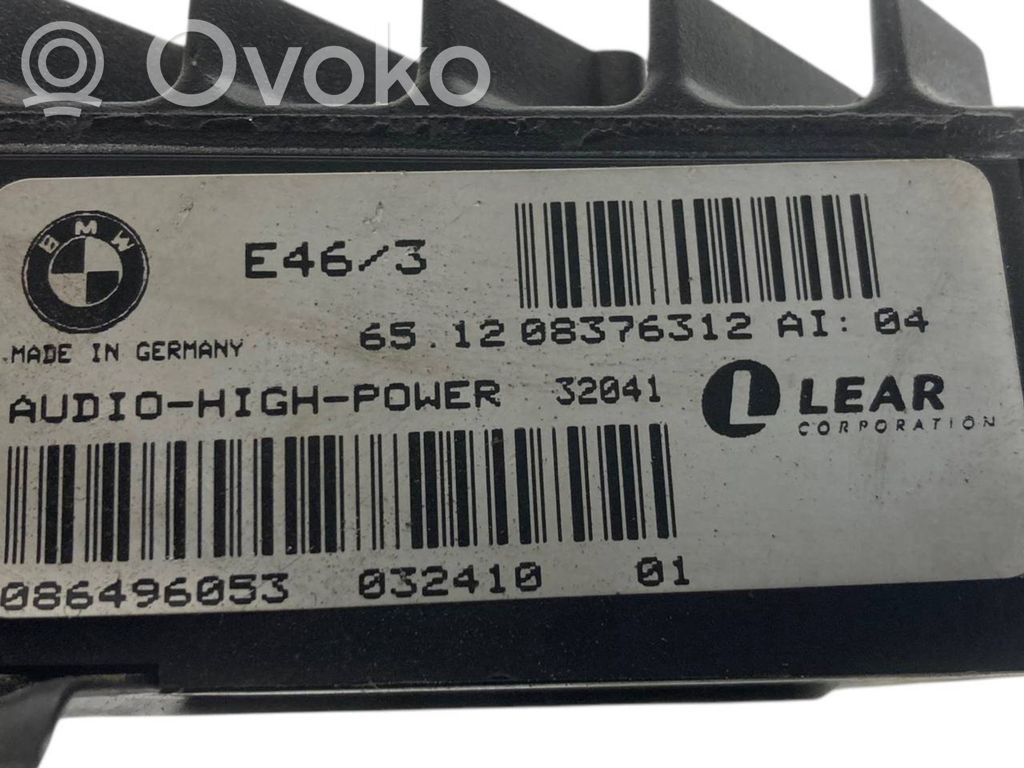 Ovoko
BMW
E46/3
65.12 08376312 AI: 04
MADE IN GERMANY
AUDIO-HIGH-POWER 32041
L LEAR
CORPORATION
086496053 032410 01